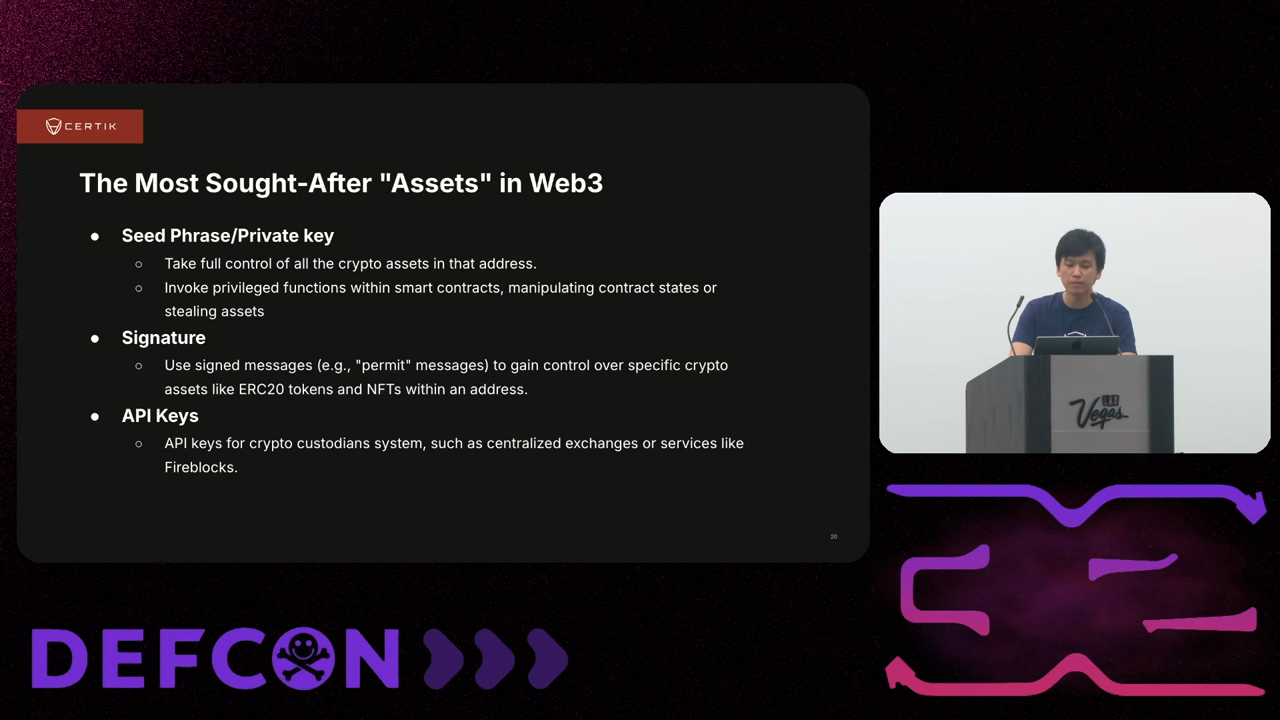 CERTIK
The Most Sought-After "Assets" in Web3
● Seed Phrase/Private key
○ Take full control of all the crypto assets in that address.
○ Invoke privileged functions within smart contracts, manipulating contract states or
stealing assets
● Signature
○ Use signed messages (e.g., "permit" messages) to gain control over specific crypto
assets like ERC20 tokens and NFTs within an address.
● API Keys
○ API keys for crypto custodians system, such as centralized exchanges or services like
Fireblocks.
20
LAS
Vegas
DEFCON